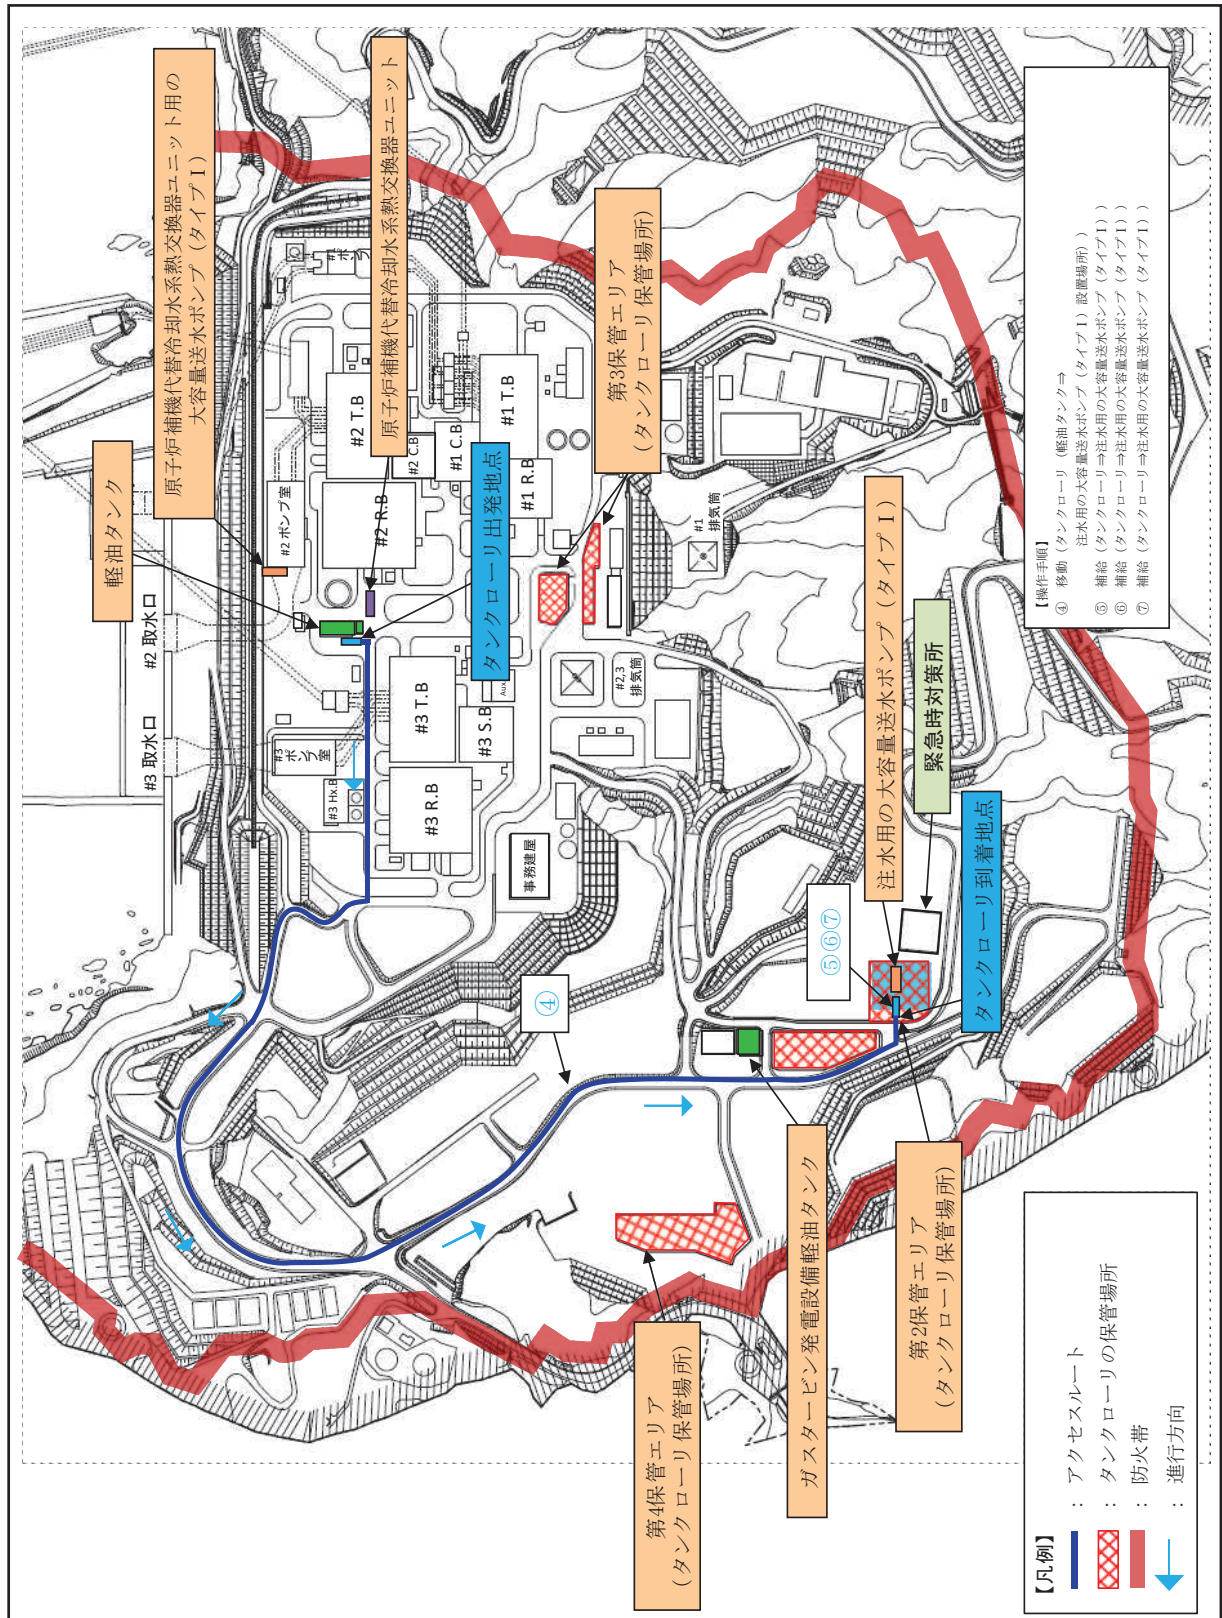 原子炉補機代替冷却水系熱交換器ユニット用の
大容量送水ポンプ（タイプⅠ）
原子炉補機代替冷却水系熱交換器ユニット
軽油タンク
第3保管エリア
（タンクローリ保管場所）
タンクローリ出発地点
#3 取水口
#2 取水口
#2 ポンプ室
#1
ポンプ
#3
ポンプ室
#3 Hx.B
#2 T.B
#2 C.B
#2 R.B
#1 T.B
#1 C.B
#1 R.B
#3 T.B
#3 S.B
#3 R.B
Aux
事務建屋
#2,3
排気筒
#1
排気筒
④
⑤⑥⑦
注水用の大容量送水ポンプ（タイプⅠ）
緊急時対策所
タンクローリ到着地点
第2保管エリア
（タンクローリ保管場所）
ガスタービン発電設備軽油タンク
第4保管エリア
（タンクローリ保管場所）
【操作手順】
④ 移動（タンクローリ（軽油タンク⇒
注水用の大容量送水ポンプ（タイプⅠ）設置場所））
⑤ 補給（タンクローリ⇒注水用の大容量送水ポンプ（タイプⅠ））
⑥ 補給（タンクローリ⇒注水用の大容量送水ポンプ（タイプⅠ））
⑦ 補給（タンクローリ⇒注水用の大容量送水ポンプ（タイプⅠ））
【凡例】
：アクセスルート
：タンクローリの保管場所
：防火帯
：進行方向